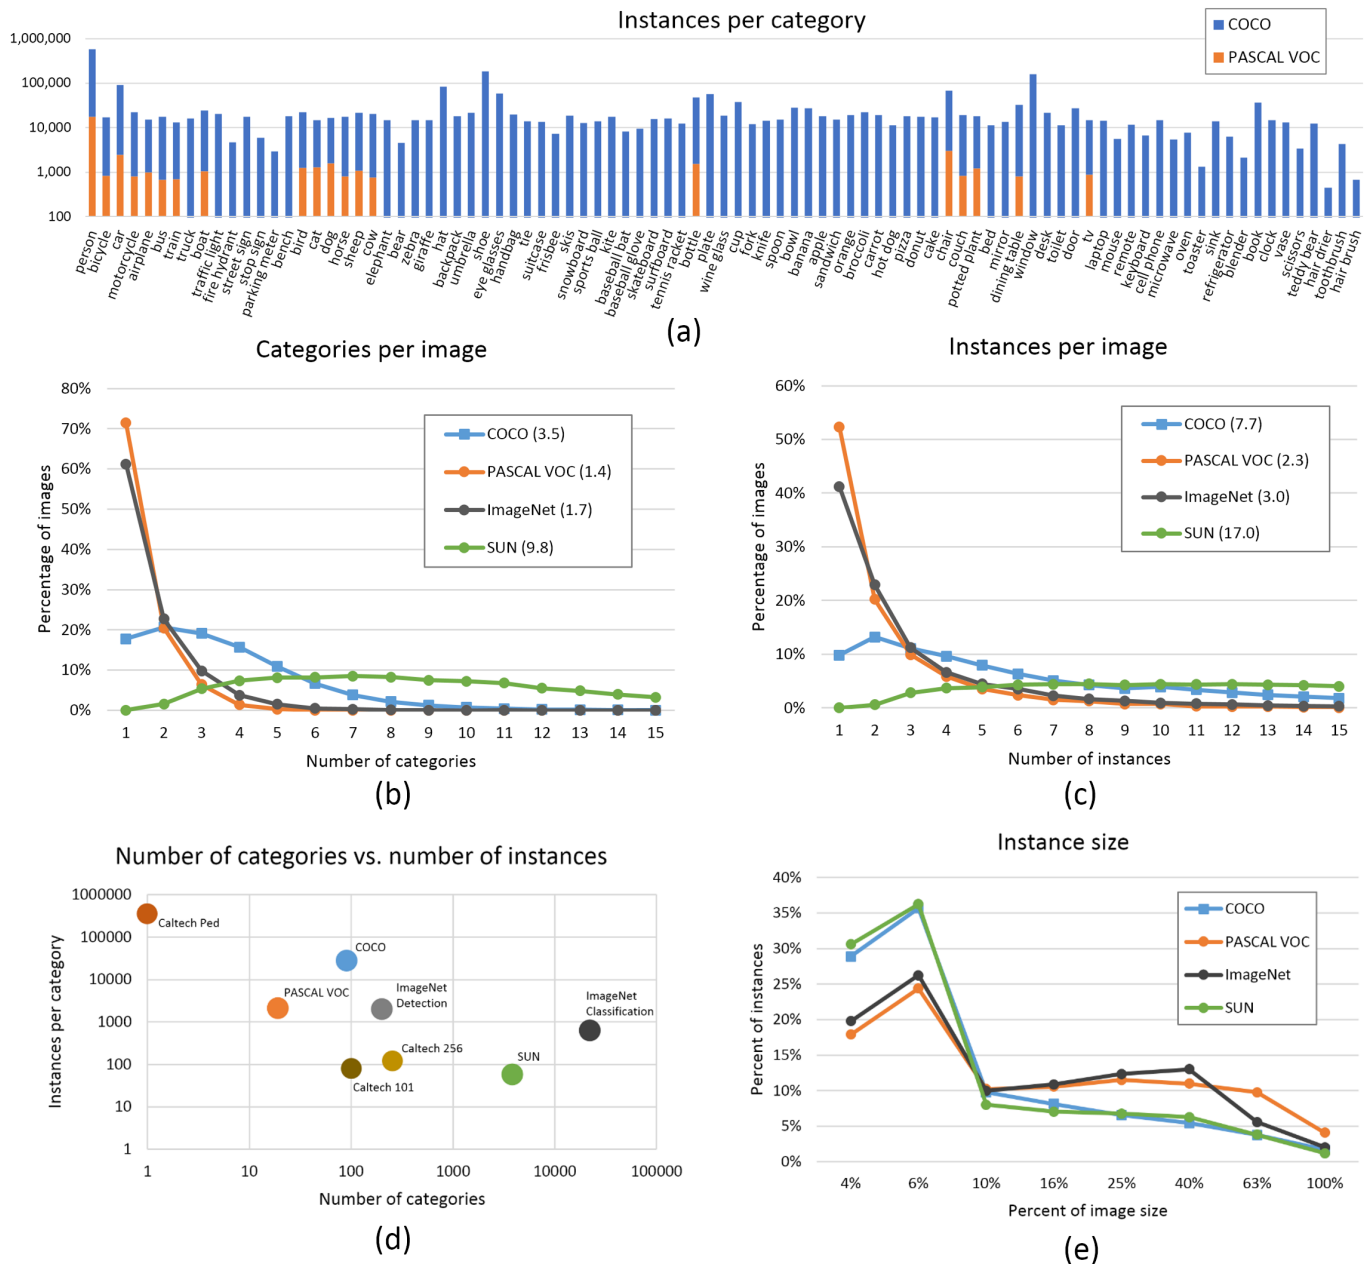 Instances per category
COCO
PASCAL VOC
1,000,000
100,000
10,000
1,000
100
person
bicycle
car
motorcycle
airplane
bus
train
truck
boat
traffic light
fire hydrant
street sign
stop sign
parking meter
bench
bird
cat
dog
horse
sheep
cow
elephant
bear
zebra
giraffe
hat
backpack
umbrella
shoe
eye glasses
handbag
tie
suitcase
frisbee
skis
snowboard
sports ball
kite
baseball bat
baseball glove
skateboard
surfboard
tennis racket
bottle
plate
wine glass
cup
fork
knife
spoon
bowl
banana
apple
sandwich
orange
broccoli
carrot
hot dog
pizza
donut
cake
chair
couch
potted plant
bed
mirror
dining table
window
desk
toilet
door
tv
laptop
mouse
remote
keyboard
cell phone
microwave
oven
toaster
sink
refrigerator
blender
book
clock
vase
scissors
teddy bear
hair drier
toothbrush
hair brush
(a)
Categories per image
80%
70%
60%
50%
40%
30%
20%
10%
0%
Percentage of images
COCO (3.5)
PASCAL VOC (1.4)
ImageNet (1.7)
SUN (9.8)
1 2 3 4 5 6 7 8 9 10 11 12 13 14 15
Number of categories
(b)
Instances per image
60%
50%
40%
30%
20%
10%
0%
Percentage of images
COCO (7.7)
PASCAL VOC (2.3)
ImageNet (3.0)
SUN (17.0)
1 2 3 4 5 6 7 8 9 10 11 12 13 14 15
Number of instances
(c)
Number of categories vs. number of instances
1000000
100000
10000
1000
100
10
1
Instances per category
Caltech Ped
COCO
PASCAL VOC
ImageNet
Detection
ImageNet
Classification
Caltech 256
Caltech 101
SUN
1 10 100 1000 10000 100000
Number of categories
(d)
Instance size
40%
35%
30%
25%
20%
15%
10%
5%
0%
Percent of instances
COCO
PASCAL VOC
ImageNet
SUN
4% 6% 10% 16% 25% 40% 63% 100%
Percent of image size
(e)